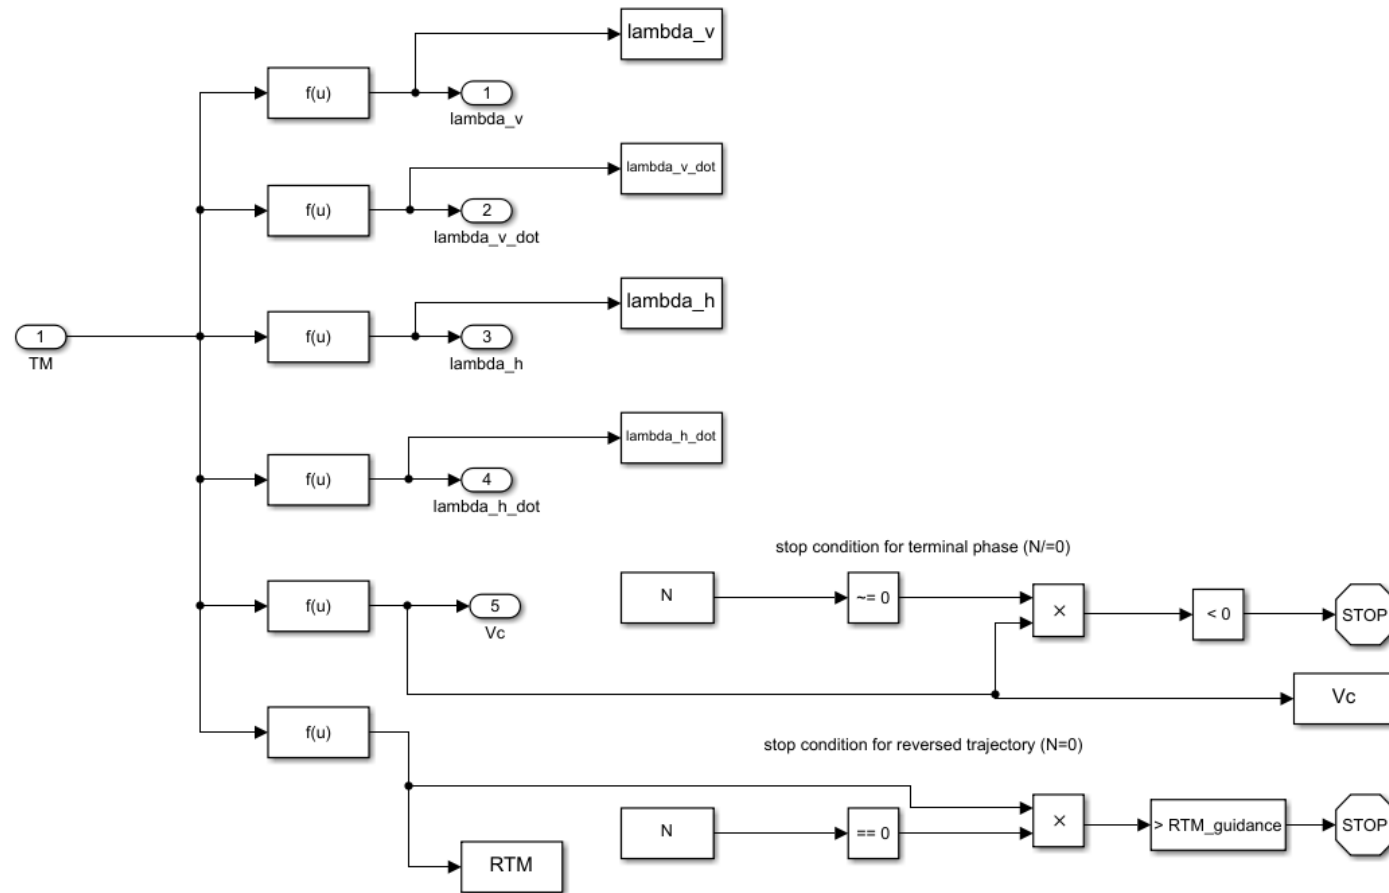 lambda_v
f(u)
1
lambda_v
lambda_v_dot
f(u)
2
lambda_v_dot
lambda_h
f(u)
3
lambda_h
1
TM
lambda_h_dot
f(u)
4
lambda_h_dot
stop condition for terminal phase (N/=0)
f(u)
5
Vc
N
~= 0
×
< 0
STOP
Vc
f(u)
stop condition for reversed trajectory (N=0)
N
== 0
×
> RTM_guidance
STOP
RTM